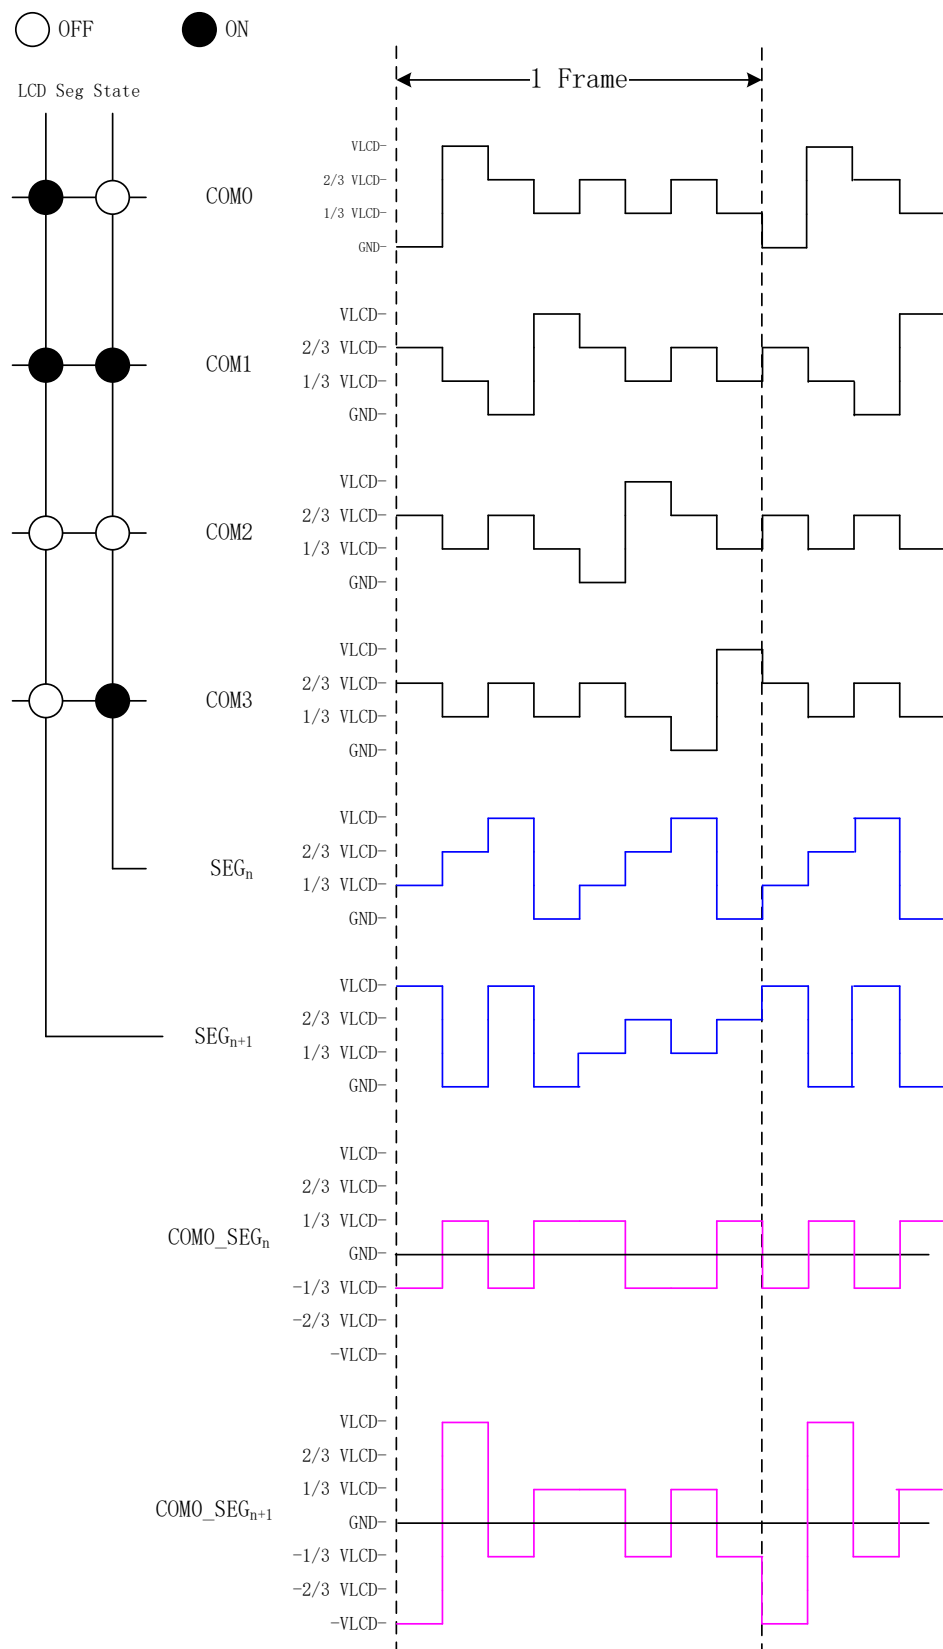 OFF ON
LCD Seg State
1 Frame
COM0
VLCD-
2/3 VLCD-
1/3 VLCD-
GND-
COM1
VLCD-
2/3 VLCD-
1/3 VLCD-
GND-
COM2
VLCD-
2/3 VLCD-
1/3 VLCD-
GND-
COM3
VLCD-
2/3 VLCD-
1/3 VLCD-
GND-
SEGn
VLCD-
2/3 VLCD-
1/3 VLCD-
GND-
SEGn+1
VLCD-
2/3 VLCD-
1/3 VLCD-
GND-
COM0_SEGn
VLCD-
2/3 VLCD-
1/3 VLCD-
GND-
-1/3 VLCD-
-2/3 VLCD-
-VLCD-
COM0_SEGn+1
VLCD-
2/3 VLCD-
1/3 VLCD-
GND-
-1/3 VLCD-
-2/3 VLCD-
-VLCD-